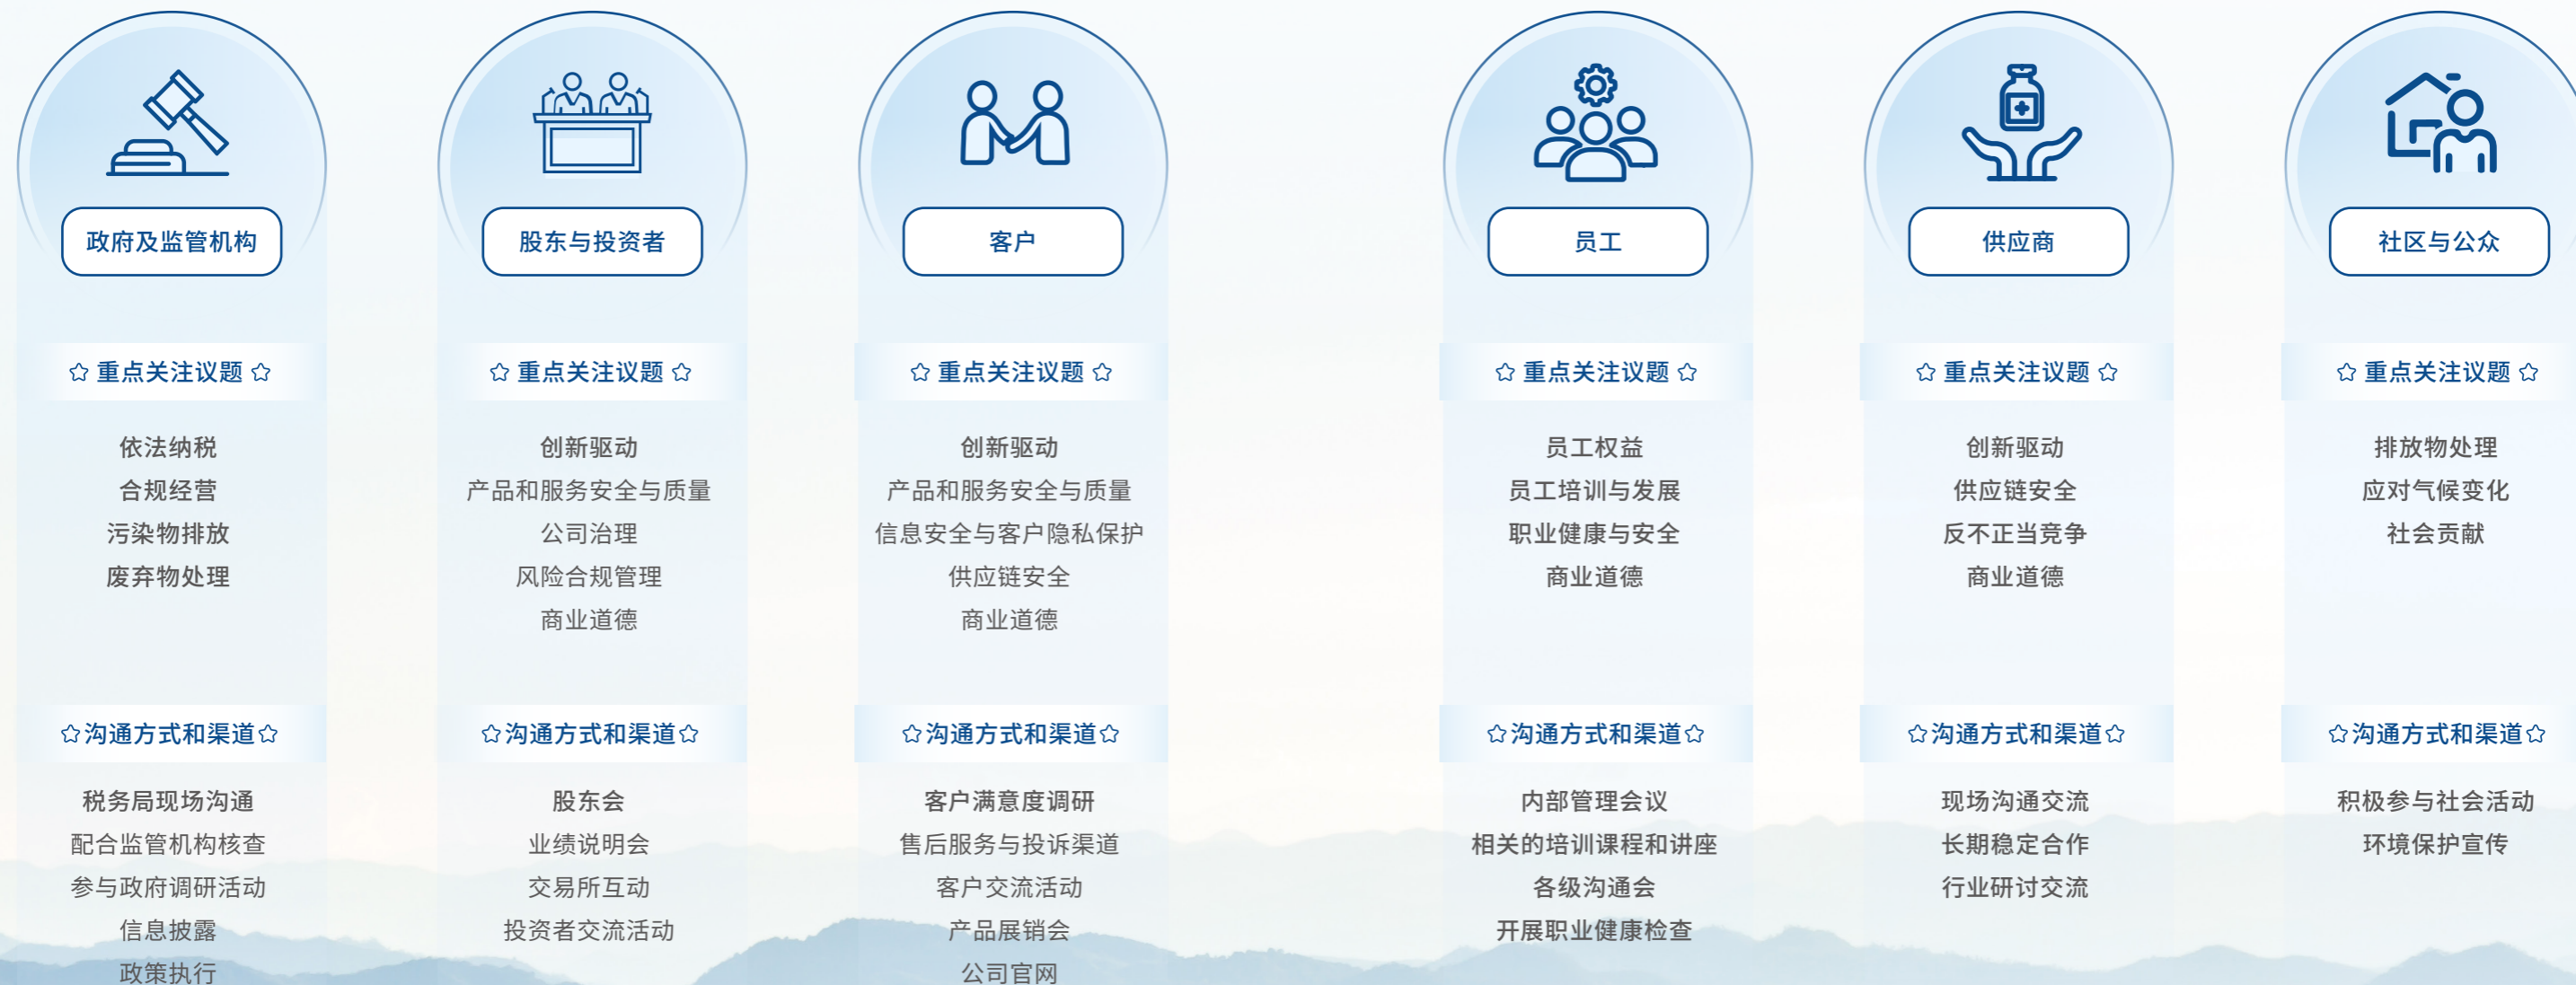 政府及监管机构
重点关注议题
依法纳税
合规经营
污染物排放
废弃物处理
沟通方式和渠道
税务局现场沟通
配合监管机构核查
参与政府调研活动
信息披露
政策执行
股东与投资者
重点关注议题
创新驱动
产品和服务安全与质量
公司治理
风险合规管理
商业道德
沟通方式和渠道
股东会
业绩说明会
交易所互动
投资者交流活动
客户
重点关注议题
创新驱动
产品和服务安全与质量
信息安全与客户隐私保护
供应链安全
商业道德
沟通方式和渠道
客户满意度调研
售后服务与投诉渠道
客户交流活动
产品展销会
公司官网
员工
重点关注议题
员工权益
员工培训与发展
职业健康与安全
商业道德
沟通方式和渠道
内部管理会议
相关的培训课程和讲座
各级沟通会
开展职业健康检查
供应商
重点关注议题
创新驱动
供应链安全
反不正当竞争
商业道德
沟通方式和渠道
现场沟通交流
长期稳定合作
行业研讨交流
社区与公众
重点关注议题
排放物处理
应对气候变化
社会贡献
沟通方式和渠道
积极参与社会活动
环境保护宣传